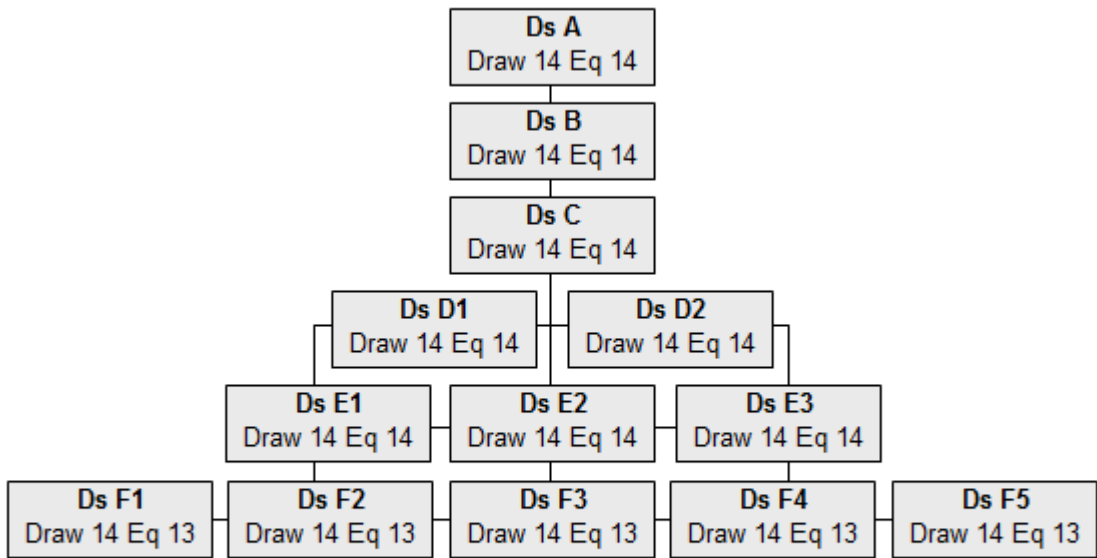 Ds A
Draw 14 Eq 14
Ds B
Draw 14 Eq 14
Ds C
Draw 14 Eq 14
Ds D1
Draw 14 Eq 14
Ds D2
Draw 14 Eq 14
Ds E1
Draw 14 Eq 14
Ds E2
Draw 14 Eq 14
Ds E3
Draw 14 Eq 14
Ds F1
Draw 14 Eq 13
Ds F2
Draw 14 Eq 13
Ds F3
Draw 14 Eq 13
Ds F4
Draw 14 Eq 13
Ds F5
Draw 14 Eq 13